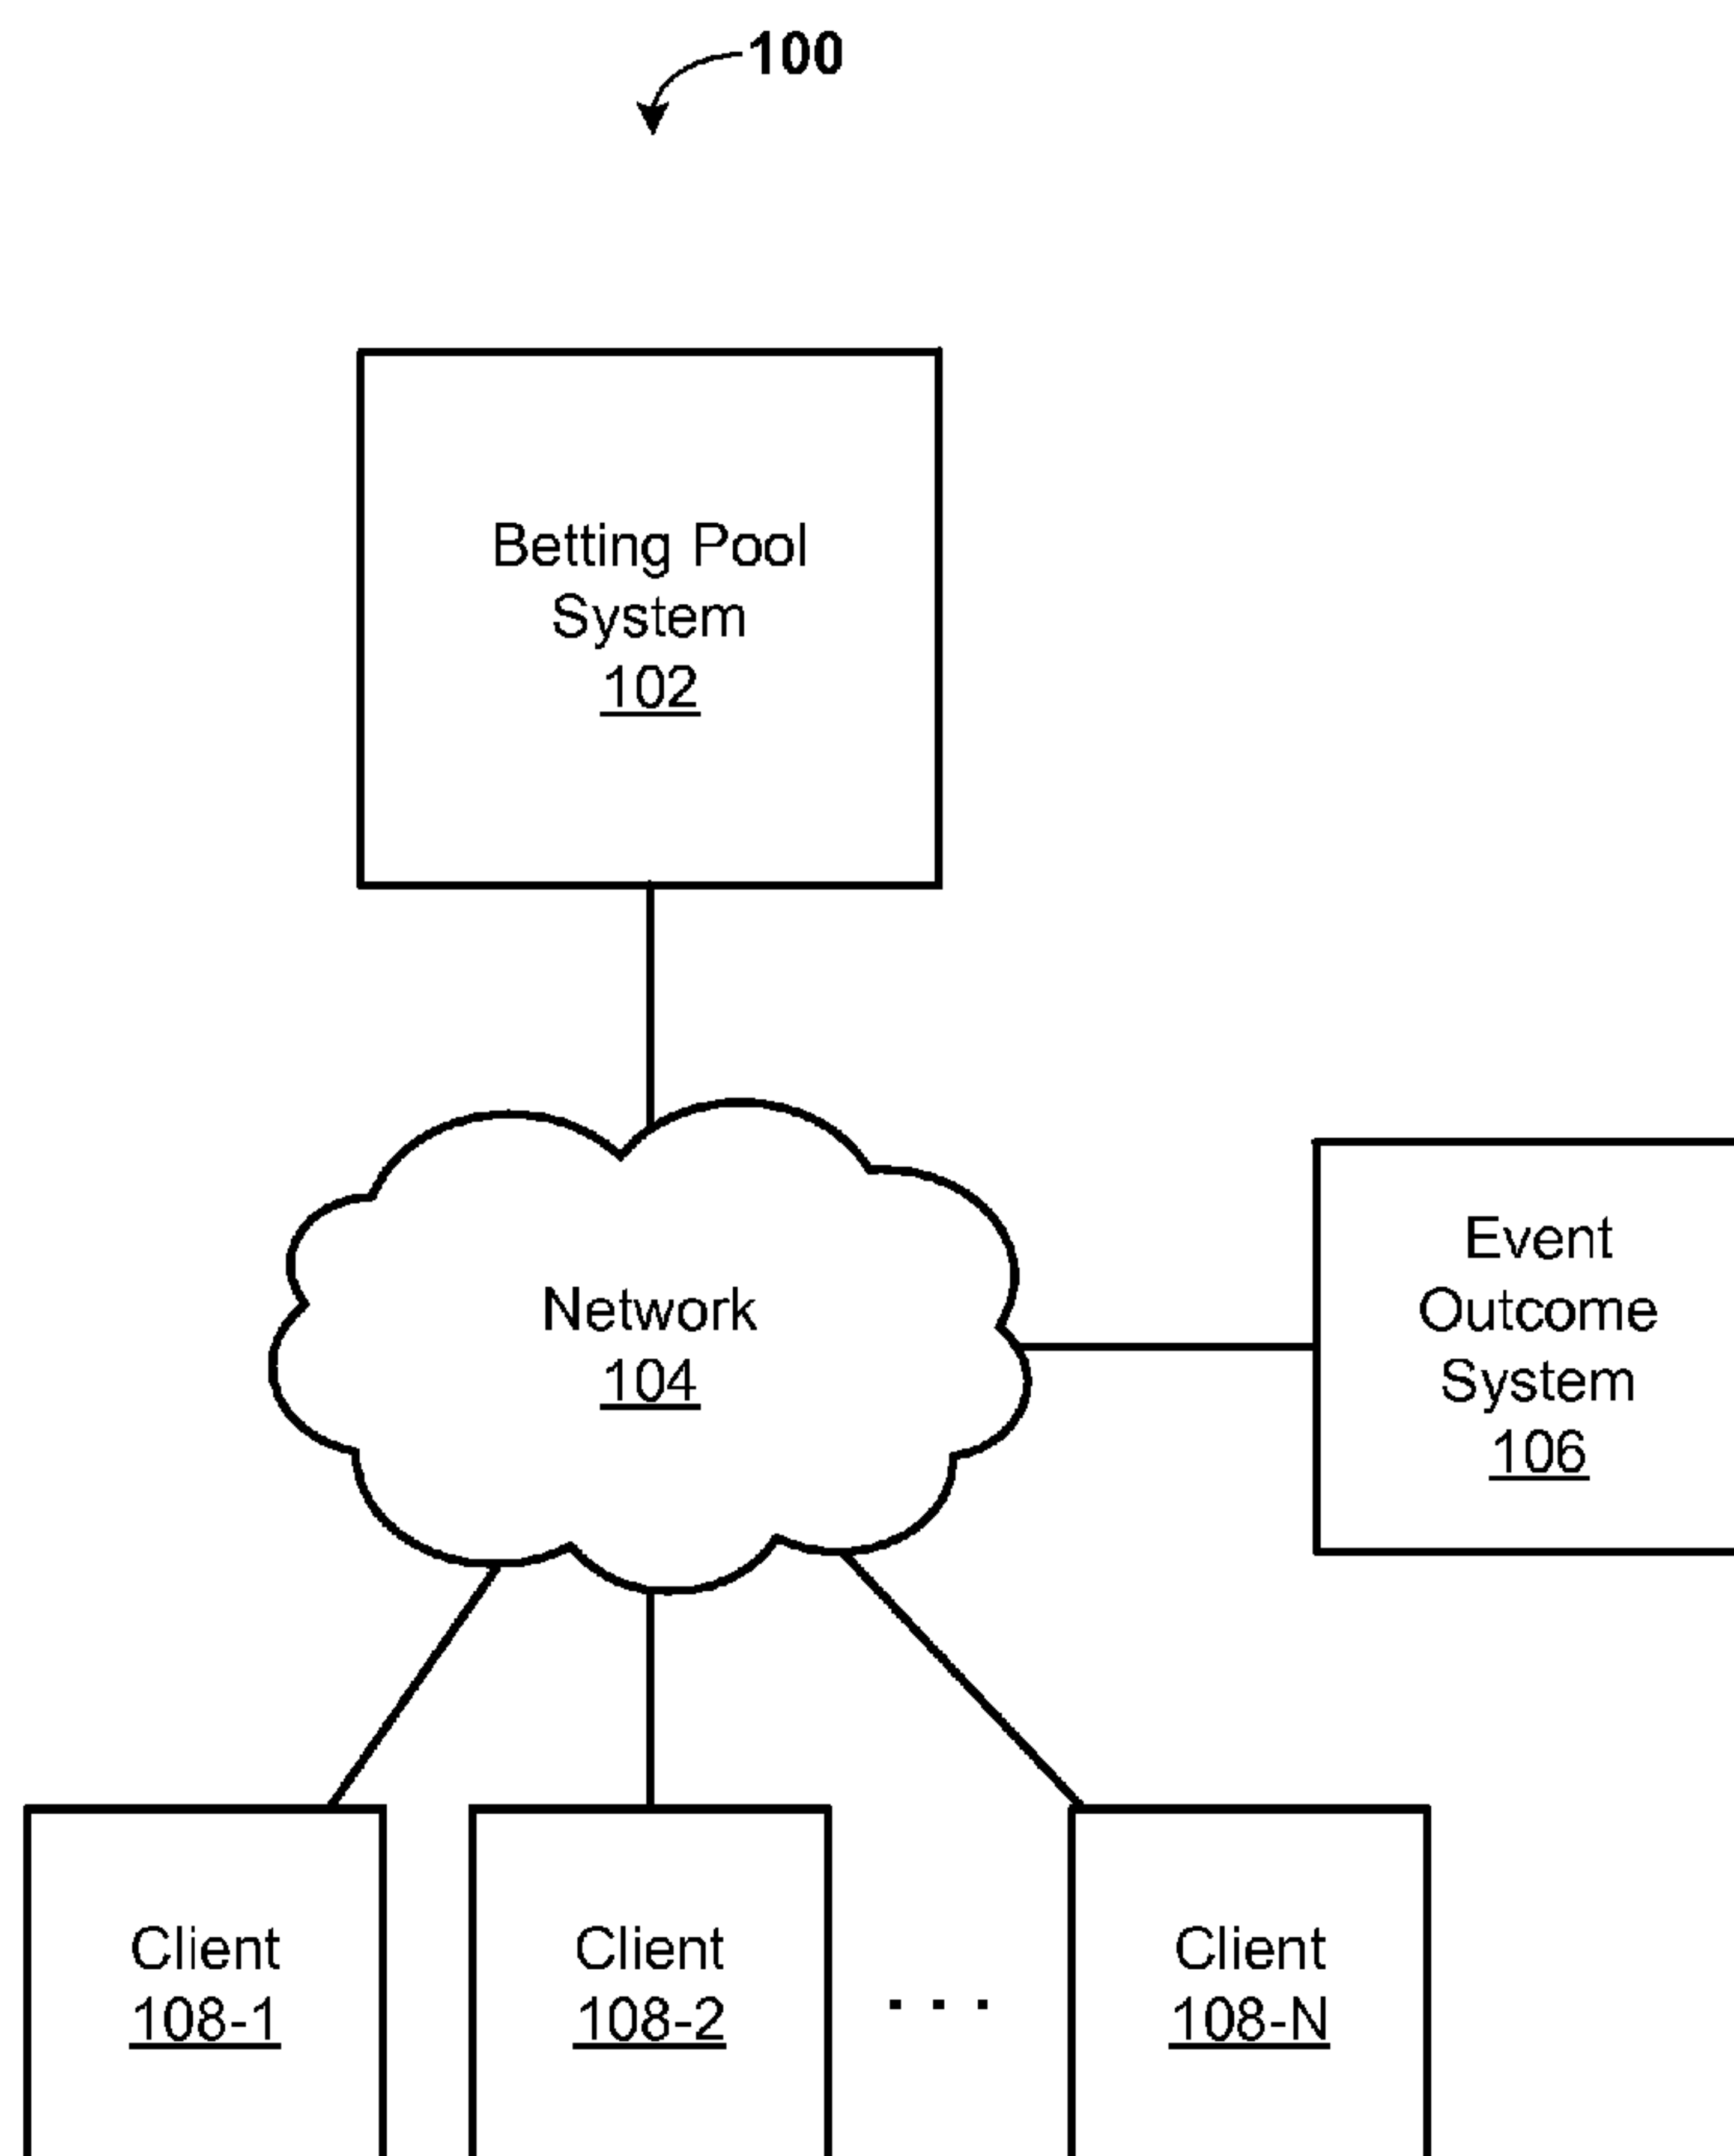 100
Betting Pool
System
102
Network
104
Event
Outcome
System
106
Client
108-1
Client
108-2
. . .
Client
108-N